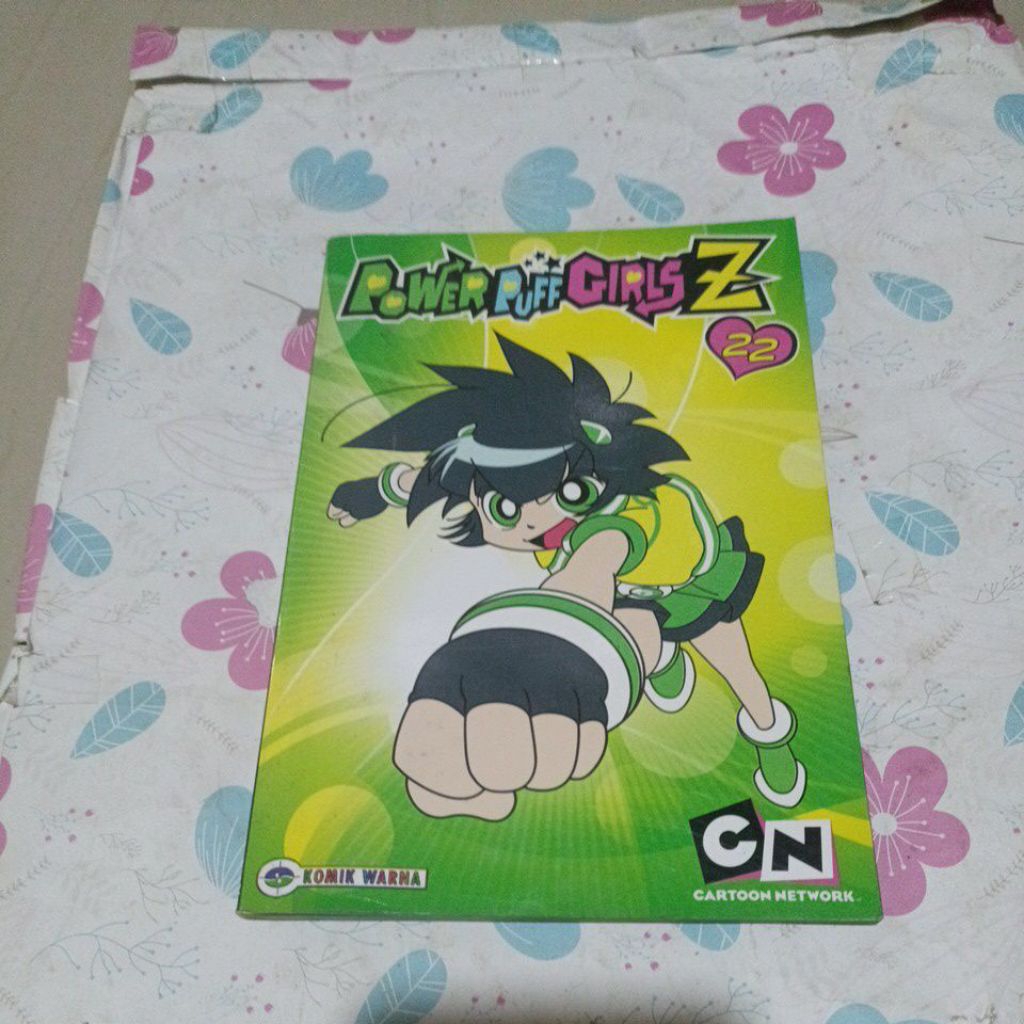 POWER PUFF GIRLS Z
22
CN
CARTOON NETWORK
KOMIK WARNA